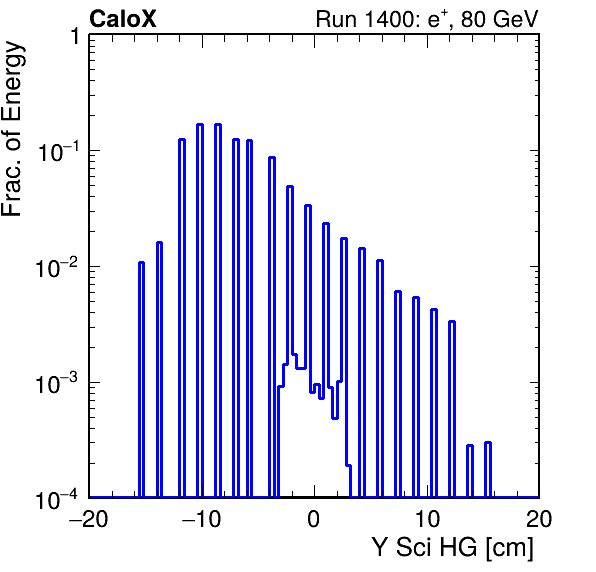 CaloX Run 1400: e⁺, 80 GeV
Frac. of Energy
1
10⁻¹
10⁻²
10⁻³
10⁻⁴
−20 −10 0 10 20
Y Sci HG [cm]